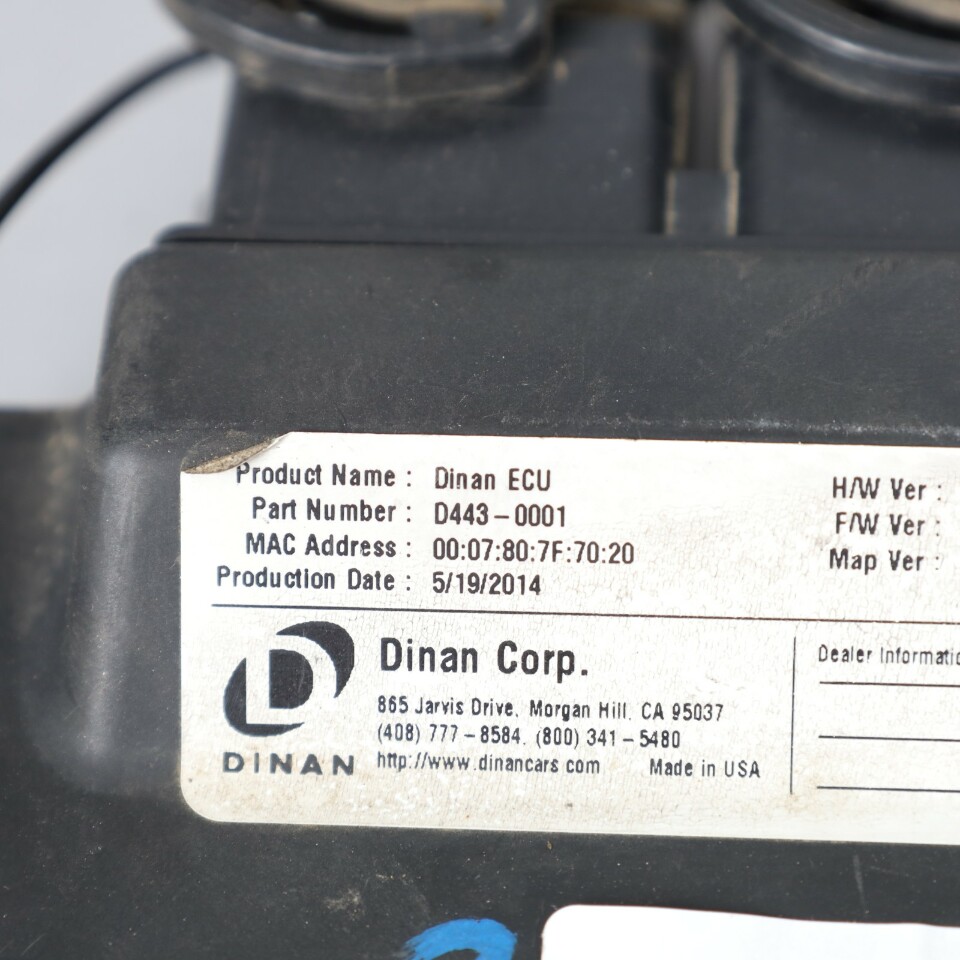 Product Name : Dinan ECU
Part Number : D443-0001
MAC Address : 00:07:80:7F:70:20
Production Date : 5/19/2014
H/W Ver :
F/W Ver :
Map Ver :
DINAN
Dinan Corp.
865 Jarvis Drive, Morgan Hill, CA 95037
(408) 777-8584, (800) 341-5480
http://www.dinancars.com Made in USA
Dealer